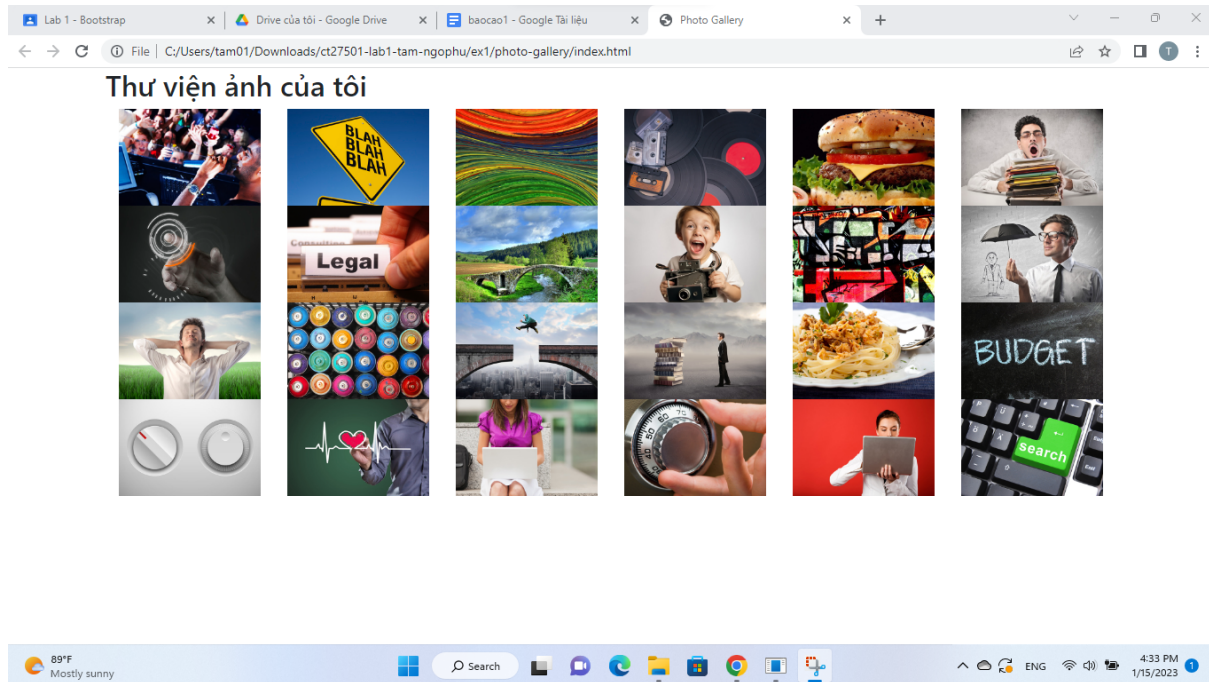 Lab 1 - Bootstrap
Drive của tôi - Google Drive
baocao1 - Google Tài liệu
Photo Gallery
File
C:/Users/tam01/Downloads/ct27501-lab1-tam-ngophu/ex1/photo-gallery/index.html
T
Thư viện ảnh của tôi
BLAH
BLAH
BLAH
Consulting
Legal
BUDGET
search
89°F
Mostly sunny
Search
ENG
4:33 PM
1/15/2023
1